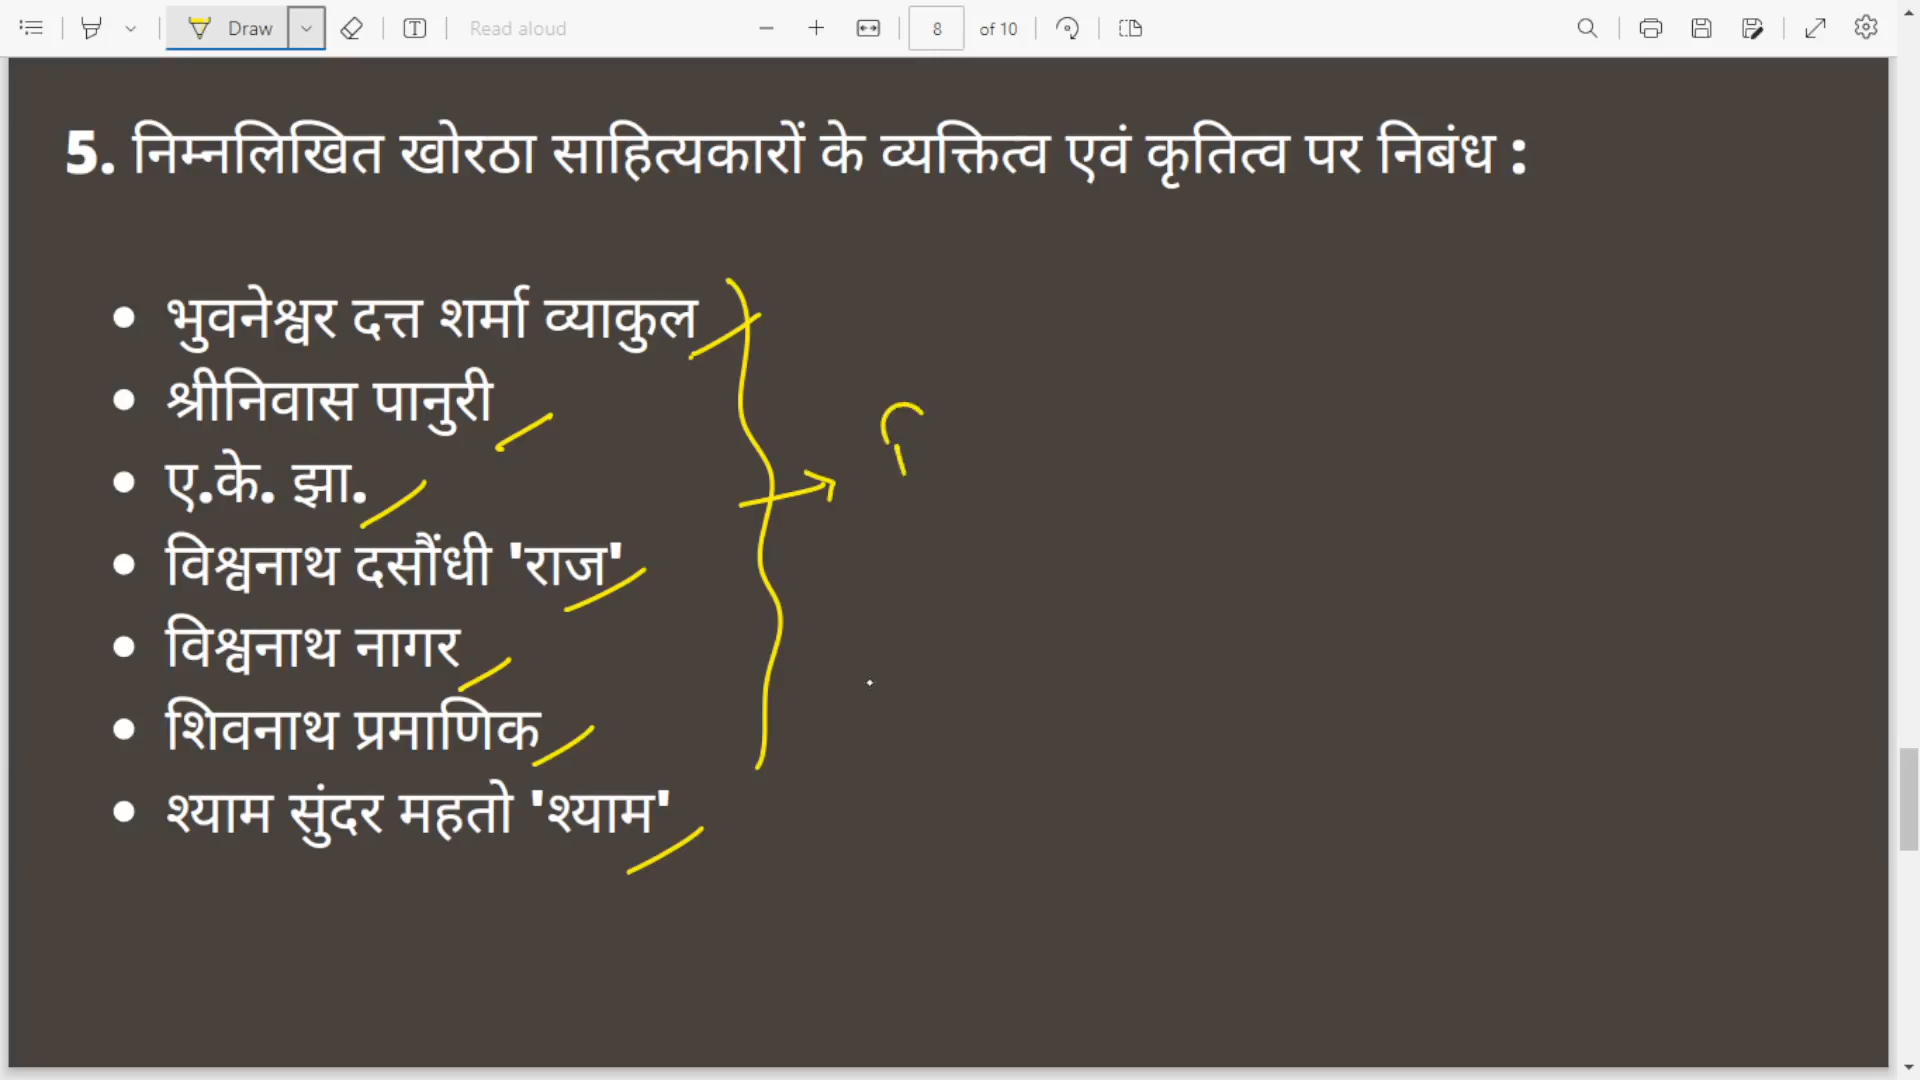 Draw
Read aloud
8 of 10
5. निम्नलिखित खोरठा साहित्यकारों के व्यक्तित्व एवं कृतित्व पर निबंध :
• भुवनेश्वर दत्त शर्मा व्याकुल
• श्रीनिवास पानुरी
• ए.के. झा.
• विश्वनाथ दसौंधी 'राज'
• विश्वनाथ नागर
• शिवनाथ प्रमाणिक
• श्याम सुंदर महतो 'श्याम'